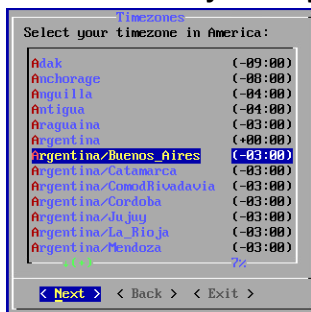 Timezones
Select your timezone in America:
Adak (-09:00)
Anchorage (-08:00)
Anguilla (-04:00)
Antigua (-04:00)
Araguaina (-03:00)
Argentina (+00:00)
Argentina/Buenos_Aires (-03:00)
Argentina/Catamarca (-03:00)
Argentina/ComodRivadavia (-03:00)
Argentina/Cordoba (-03:00)
Argentina/Jujuy (-03:00)
Argentina/La_Rioja (-03:00)
Argentina/Mendoza (-03:00)
↓(+) 7%
< Next > < Back > < Exit >